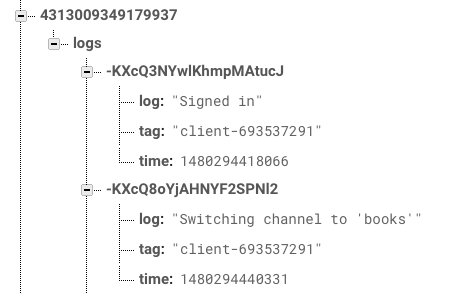 4313009349179937
logs
-KXcQ3NYwlKhmpMAtucJ
log: "Signed in"
tag: "client-693537291"
time: 1480294418066
-KXcQ8oYjAHNYF2SPNl2
log: "Switching channel to 'books'"
tag: "client-693537291"
time: 1480294440331